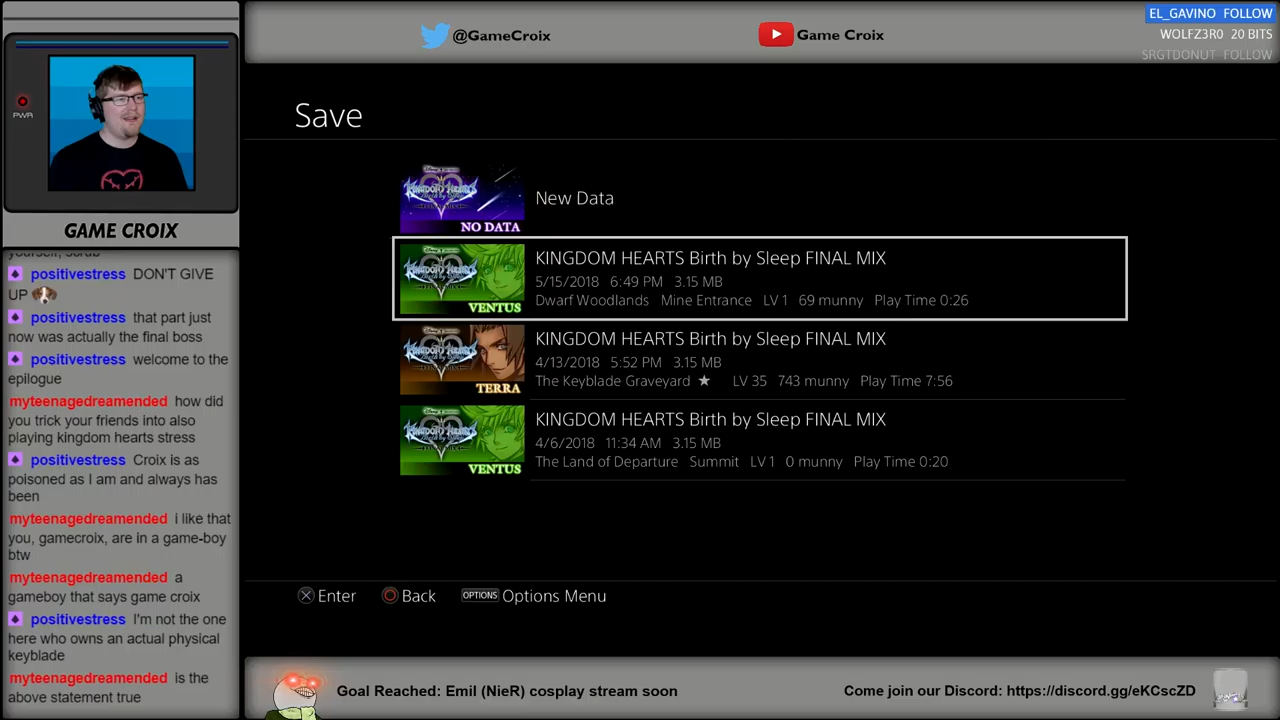 @GameCroix
Game Croix
EL_GAVINO FOLLOW
WOLFZ3R0 20 BITS
SRGTDONUT FOLLOW
PWR
GAME CROIX
yourself, scrub
positivestress DON'T GIVE
UP
positivestress that part just
now was actually the final boss
positivestress welcome to the
epilogue
myteenagedreamended how did
you trick your friends into also
playing kingdom hearts stress
positivestress Croix is as
poisoned as I am and always has
been
myteenagedreamended i like that
you, gamecroix, are in a game-boy
btw
myteenagedreamended a
gameboy that says game croix
positivestress I'm not the one
here who owns an actual physical
keyblade
myteenagedreamended is the
above statement true
Save
KINGDOM HEARTS
NO DATA
New Data
KINGDOM HEARTS
VENTUS
KINGDOM HEARTS Birth by Sleep FINAL MIX
5/15/2018 6:49 PM 3.15 MB
Dwarf Woodlands Mine Entrance LV 1 69 munny Play Time 0:26
KINGDOM HEARTS
TERRA
KINGDOM HEARTS Birth by Sleep FINAL MIX
4/13/2018 5:52 PM 3.15 MB
The Keyblade Graveyard ★ LV 35 743 munny Play Time 7:56
KINGDOM HEARTS
VENTUS
KINGDOM HEARTS Birth by Sleep FINAL MIX
4/6/2018 11:34 AM 3.15 MB
The Land of Departure Summit LV 1 0 munny Play Time 0:20
Enter
Back
OPTIONS Options Menu
Goal Reached: Emil (NieR) cosplay stream soon
Come join our Discord: https://discord.gg/eKCscZD